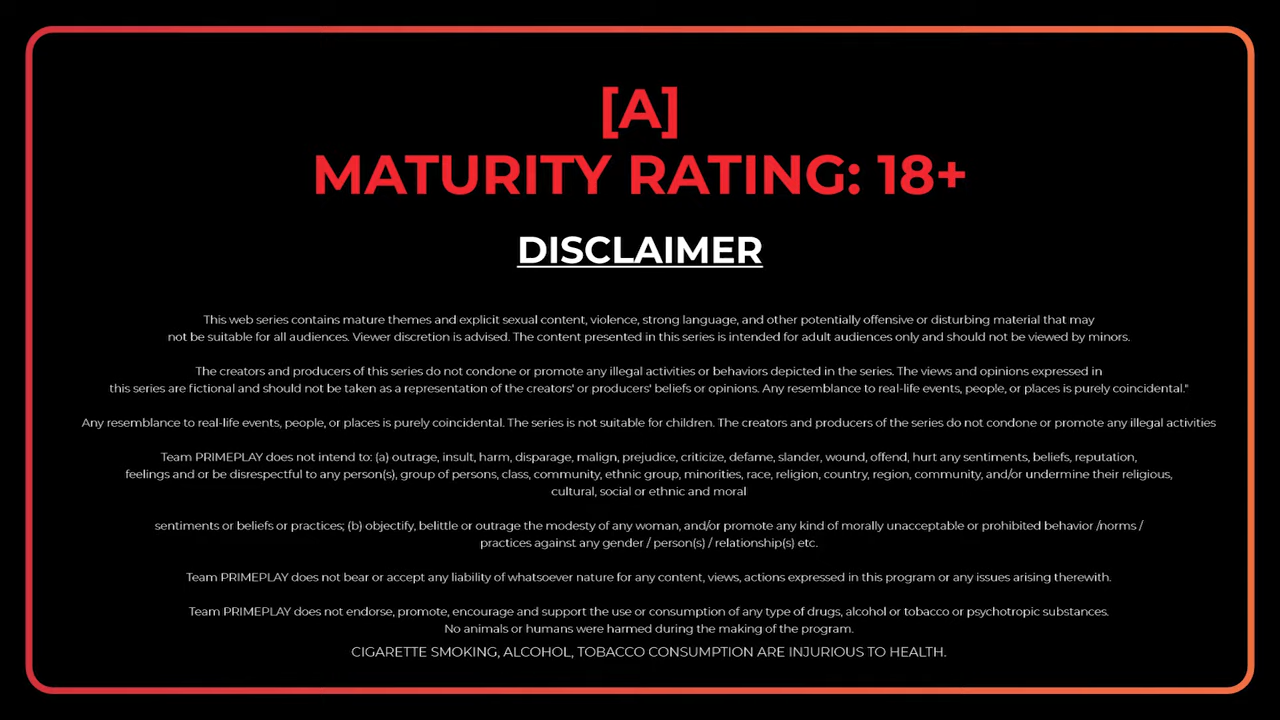 [A]
MATURITY RATING: 18+
DISCLAIMER
This web series contains mature themes and explicit sexual content, violence, strong language, and other potentially offensive or disturbing material that may
not be suitable for all audiences. Viewer discretion is advised. The content presented in this series is intended for adult audiences only and should not be viewed by minors.
The creators and producers of this series do not condone or promote any illegal activities or behaviors depicted in the series. The views and opinions expressed in
this series are fictional and should not be taken as a representation of the creators' or producers' beliefs or opinions. Any resemblance to real-life events, people, or places is purely coincidental."
Any resemblance to real-life events, people, or places is purely coincidental. The series is not suitable for children. The creators and producers of the series do not condone or promote any illegal activities
Team PRIMEPLAY does not intend to: (a) outrage, insult, harm, disparage, malign, prejudice, criticize, defame, slander, wound, offend, hurt any sentiments, beliefs, reputation,
feelings and or be disrespectful to any person(s), group of persons, class, community, ethnic group, minorities, race, religion, country, region, community, and/or undermine their religious,
cultural, social or ethnic and moral
sentiments or beliefs or practices; (b) objectify, belittle or outrage the modesty of any woman, and/or promote any kind of morally unacceptable or prohibited behavior /norms /
practices against any gender / person(s) / relationship(s) etc.
Team PRIMEPLAY does not bear or accept any liability of whatsoever nature for any content, views, actions expressed in this program or any issues arising therewith.
Team PRIMEPLAY does not endorse, promote, encourage and support the use or consumption of any type of drugs, alcohol or tobacco or psychotropic substances.
No animals or humans were harmed during the making of the program.
CIGARETTE SMOKING, ALCOHOL, TOBACCO CONSUMPTION ARE INJURIOUS TO HEALTH.